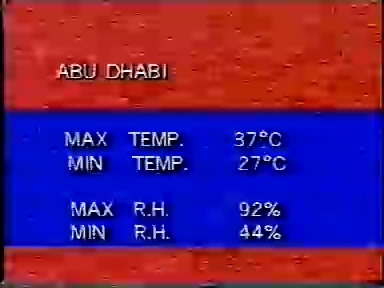 ABU DHABI
MAX TEMP. 37°C
MIN TEMP. 27°C
MAX R.H. 92%
MIN R.H. 44%